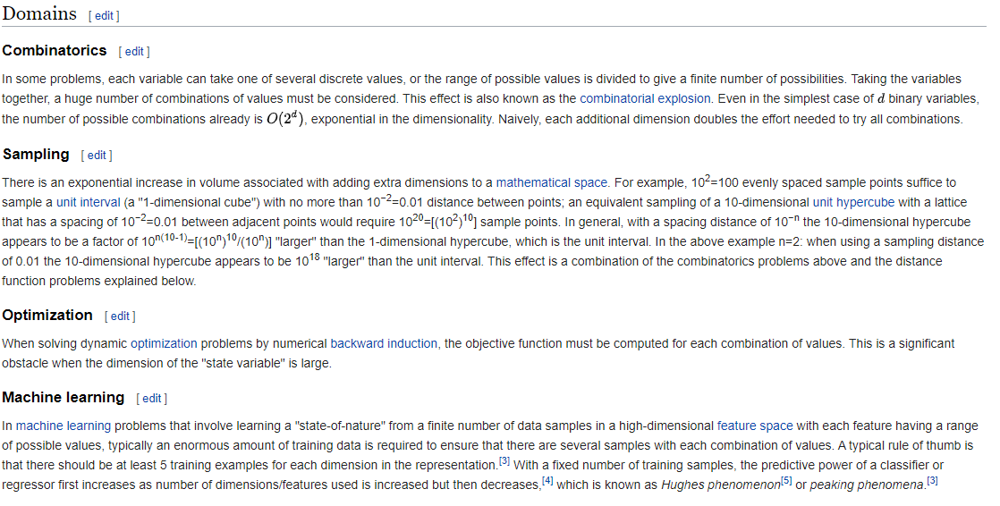 Domains [ edit ]
Combinatorics [ edit ]
In some problems, each variable can take one of several discrete values, or the range of possible values is divided to give a finite number of possibilities. Taking the variables
together, a huge number of combinations of values must be considered. This effect is also known as the combinatorial explosion. Even in the simplest case of d binary variables,
the number of possible combinations already is O(2^d), exponential in the dimensionality. Naively, each additional dimension doubles the effort needed to try all combinations.
Sampling [ edit ]
There is an exponential increase in volume associated with adding extra dimensions to a mathematical space. For example, 10²=100 evenly spaced sample points suffice to
sample a unit interval (a "1-dimensional cube") with no more than 10⁻²=0.01 distance between points; an equivalent sampling of a 10-dimensional unit hypercube with a lattice
that has a spacing of 10⁻²=0.01 between adjacent points would require 10²⁰=[(10²)¹⁰] sample points. In general, with a spacing distance of 10⁻ⁿ the 10-dimensional hypercube
appears to be a factor of 10ⁿ⁽¹⁰⁻¹⁾=[(10ⁿ)¹⁰/(10ⁿ)] "larger" than the 1-dimensional hypercube, which is the unit interval. In the above example n=2: when using a sampling distance
of 0.01 the 10-dimensional hypercube appears to be 10¹⁸ "larger" than the unit interval. This effect is a combination of the combinatorics problems above and the distance
function problems explained below.
Optimization [ edit ]
When solving dynamic optimization problems by numerical backward induction, the objective function must be computed for each combination of values. This is a significant
obstacle when the dimension of the "state variable" is large.
Machine learning [ edit ]
In machine learning problems that involve learning a "state-of-nature" from a finite number of data samples in a high-dimensional feature space with each feature having a range
of possible values, typically an enormous amount of training data is required to ensure that there are several samples with each combination of values. A typical rule of thumb is
that there should be at least 5 training examples for each dimension in the representation.[3] With a fixed number of training samples, the predictive power of a classifier or
regressor first increases as number of dimensions/features used is increased but then decreases,[4] which is known as Hughes phenomenon[5] or peaking phenomena.[3]